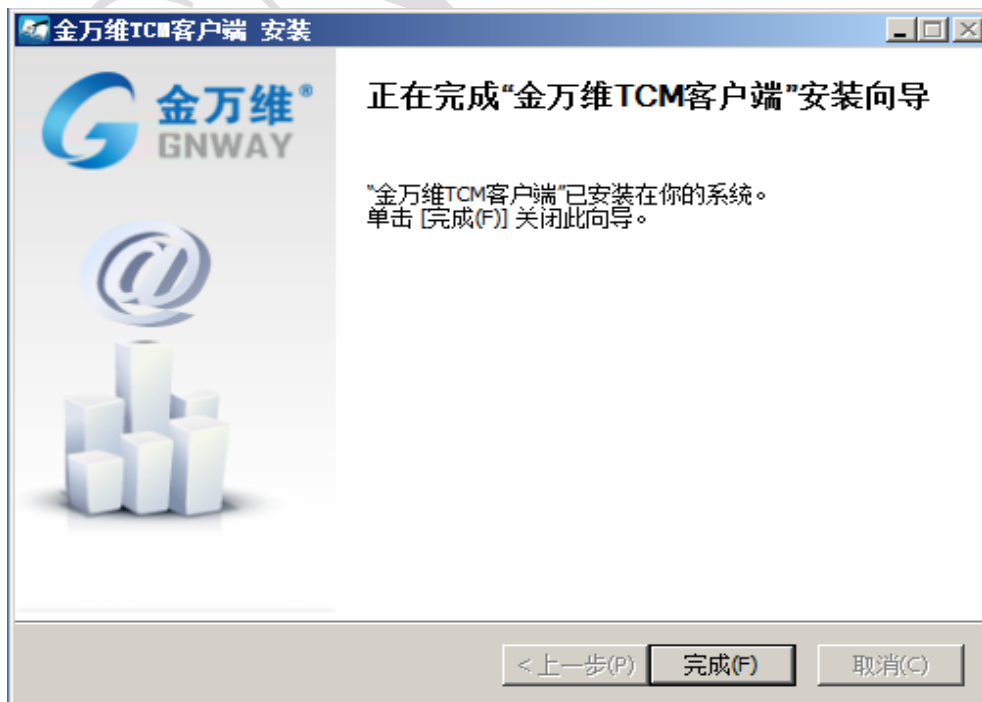 金万维TCM客户端 安装
金万维®
GNWAY
正在完成“金万维TCM客户端”安装向导
“金万维TCM客户端”已安装在你的系统。
单击 [完成(F)] 关闭此向导。
<上一步(P) 完成(F) 取消(C)